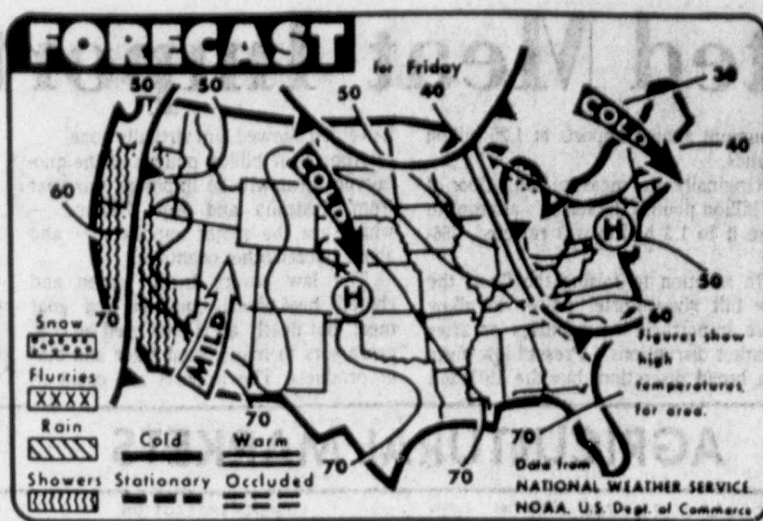 FORECAST
for Friday
50 50 50 40 30
COLD COLD
40
60
H
H
50
70
60
MILD
Snow
Flurries
XXXX
Rain
Showers
Cold Warm
Stationary Occluded
70
70
70
70
Figures show
temperatures
for area.
Data from
NATIONAL WEATHER SERVICE
NOAA, U.S. Dept. of Commerce